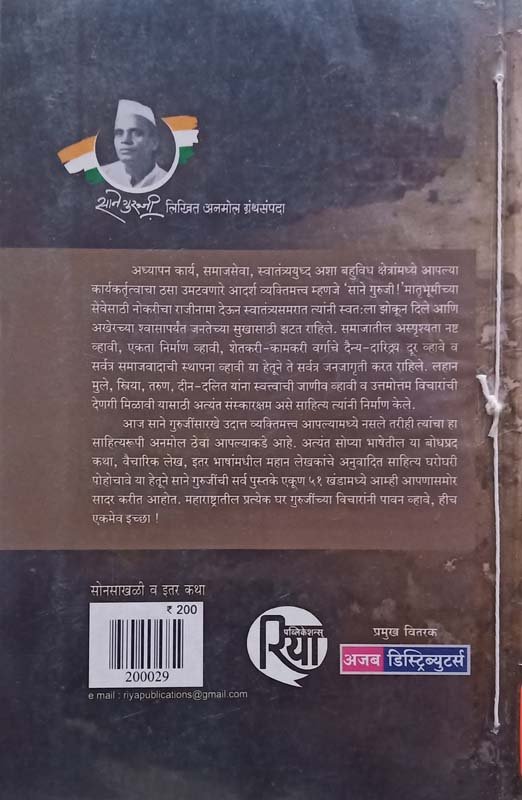 साने गुरुजी लिखित अनमोल ग्रंथसंपदा
अध्यापन कार्य, समाजसेवा, स्वातंत्र्ययुध्द अशा बहुविध क्षेत्रांमध्ये आपल्या
कार्यकर्तृत्वाचा ठसा उमटवणारे आदर्श व्यक्तिमत्त्व म्हणजे 'साने गुरुजी!' मातृभूमीच्या
सेवेसाठी नोकरीचा राजीनामा देऊन स्वातंत्र्यसमरात त्यांनी स्वत:ला झोकून दिले आणि
अखेरच्या श्वासापर्यंत जनतेच्या सुखासाठी झटत राहिले. समाजातील अस्पृश्यता नष्ट
व्हावी, एकता निर्माण व्हावी, शेतकरी-कामकरी वर्गाचे दैन्य-दारिद्र्य दूर व्हावे व
सर्वत्र समाजवादाची स्थापना व्हावी या हेतूने ते सर्वत्र जनजागृती करत राहिले. लहान
मुले, स्त्रिया, तरुण, दीन-दलित यांना स्वत्त्वाची जाणीव व्हावी व उत्तमोत्तम विचारांची
देणगी मिळावी यासाठी अत्यंत संस्कारक्षम असे साहित्य त्यांनी निर्माण केले.
आज साने गुरुजींसारखे उदात्त व्यक्तिमत्त्व आपल्यामध्ये नसले तरीही त्यांचा हा
साहित्यरूपी अनमोल ठेवा आपल्याकडे आहे. अत्यंत सोप्या भाषेतील या बोधप्रद
कथा, वैचारिक लेख, इतर भाषांमधील महान लेखकांचे अनुवादित साहित्य घरोघरी
पोहोचावे या हेतूने साने गुरुजींची सर्व पुस्तके एकूण ५१ खंडामध्ये आम्ही आपणासमोर
सादर करीत आहोत. महाराष्ट्रातील प्रत्येक घर गुरुजींच्या विचारांनी पावन व्हावे, हीच
एकमेव इच्छा !
सोनसाखळी व इतर कथा
₹ 200
200029
e mail : riyapublications@gmail.com
पब्लिकेशन्स
रिया
प्रमुख वितरक
अजब डिस्ट्रिब्युटर्स